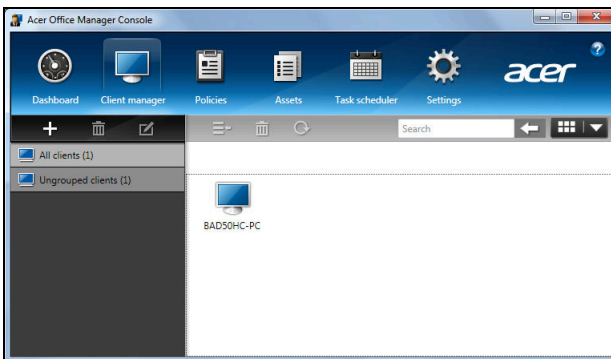 Acer Office Manager Console
?
acer
Dashboard
Client manager
Policies
Assets
Task scheduler
Settings
Search
All clients (1)
Ungrouped clients (1)
BAD50HC-PC